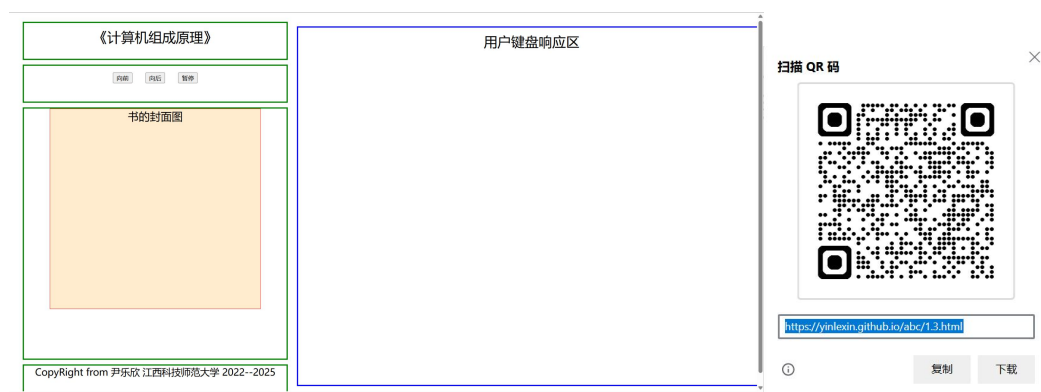 《计算机组成原理》
向前 向后 暂停
书的封面图
CopyRight from 尹乐欣 江西科技师范大学 2022--2025
用户键盘响应区
扫描 QR 码
https://yinlexin.github.io/abc/1.3.html
复制 下载